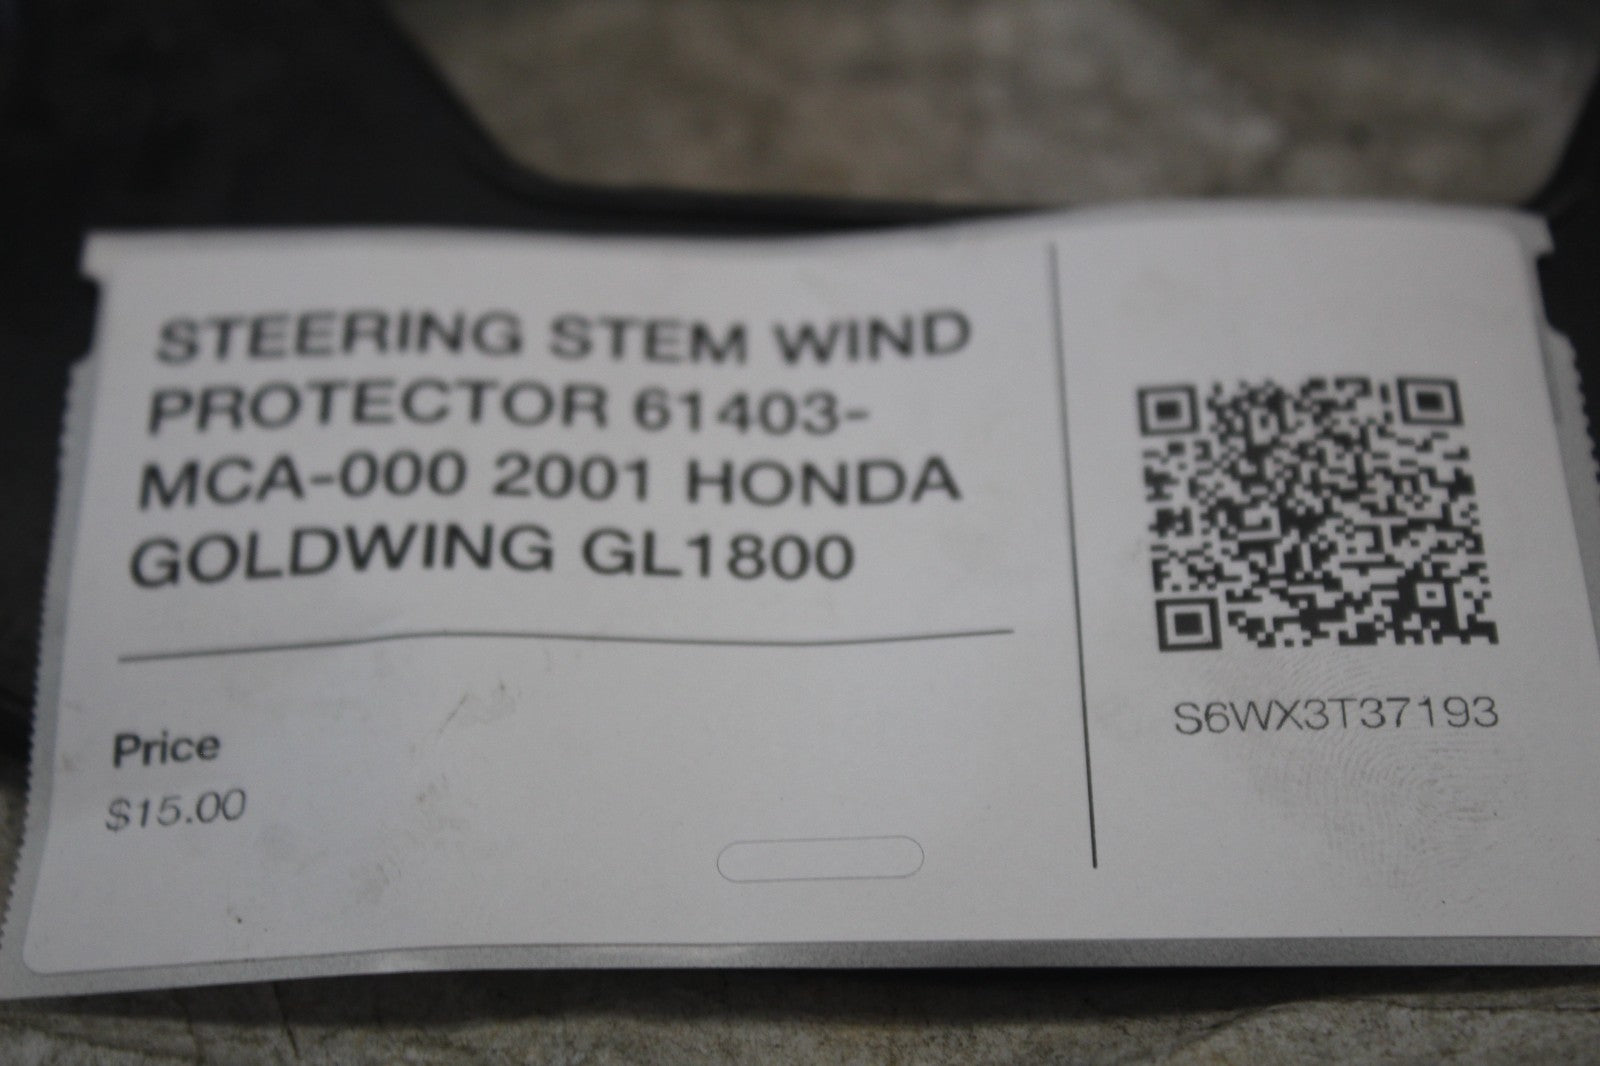 STEERING STEM WIND
PROTECTOR 61403-
MCA-000 2001 HONDA
GOLDWING GL1800
Price
$15.00
S6WX3T37193